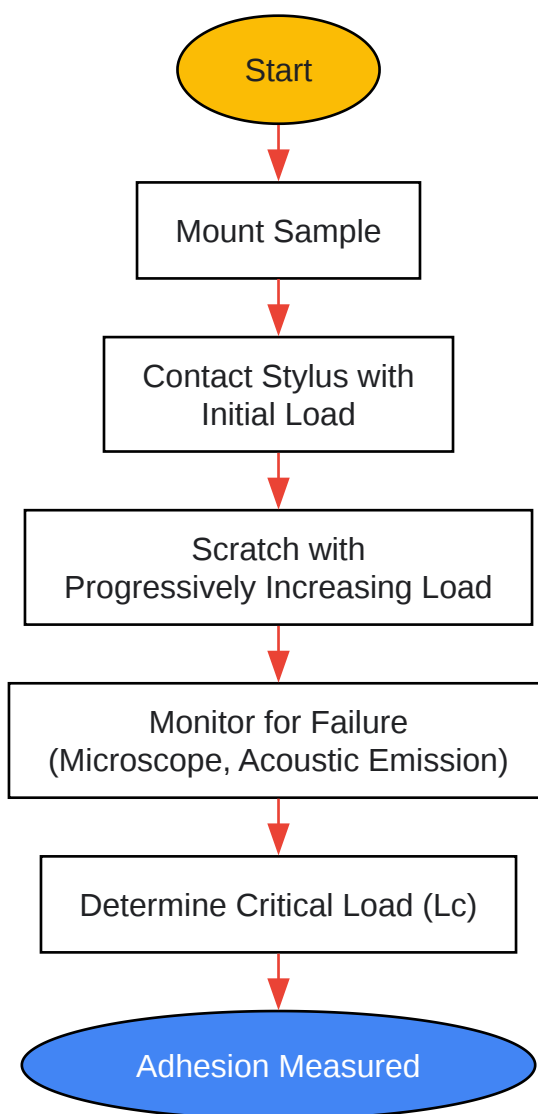 Start
Mount Sample
Contact Stylus with
Initial Load
Scratch with
Progressively Increasing Load
Monitor for Failure
(Microscope, Acoustic Emission)
Determine Critical Load (Lc)
Adhesion Measured